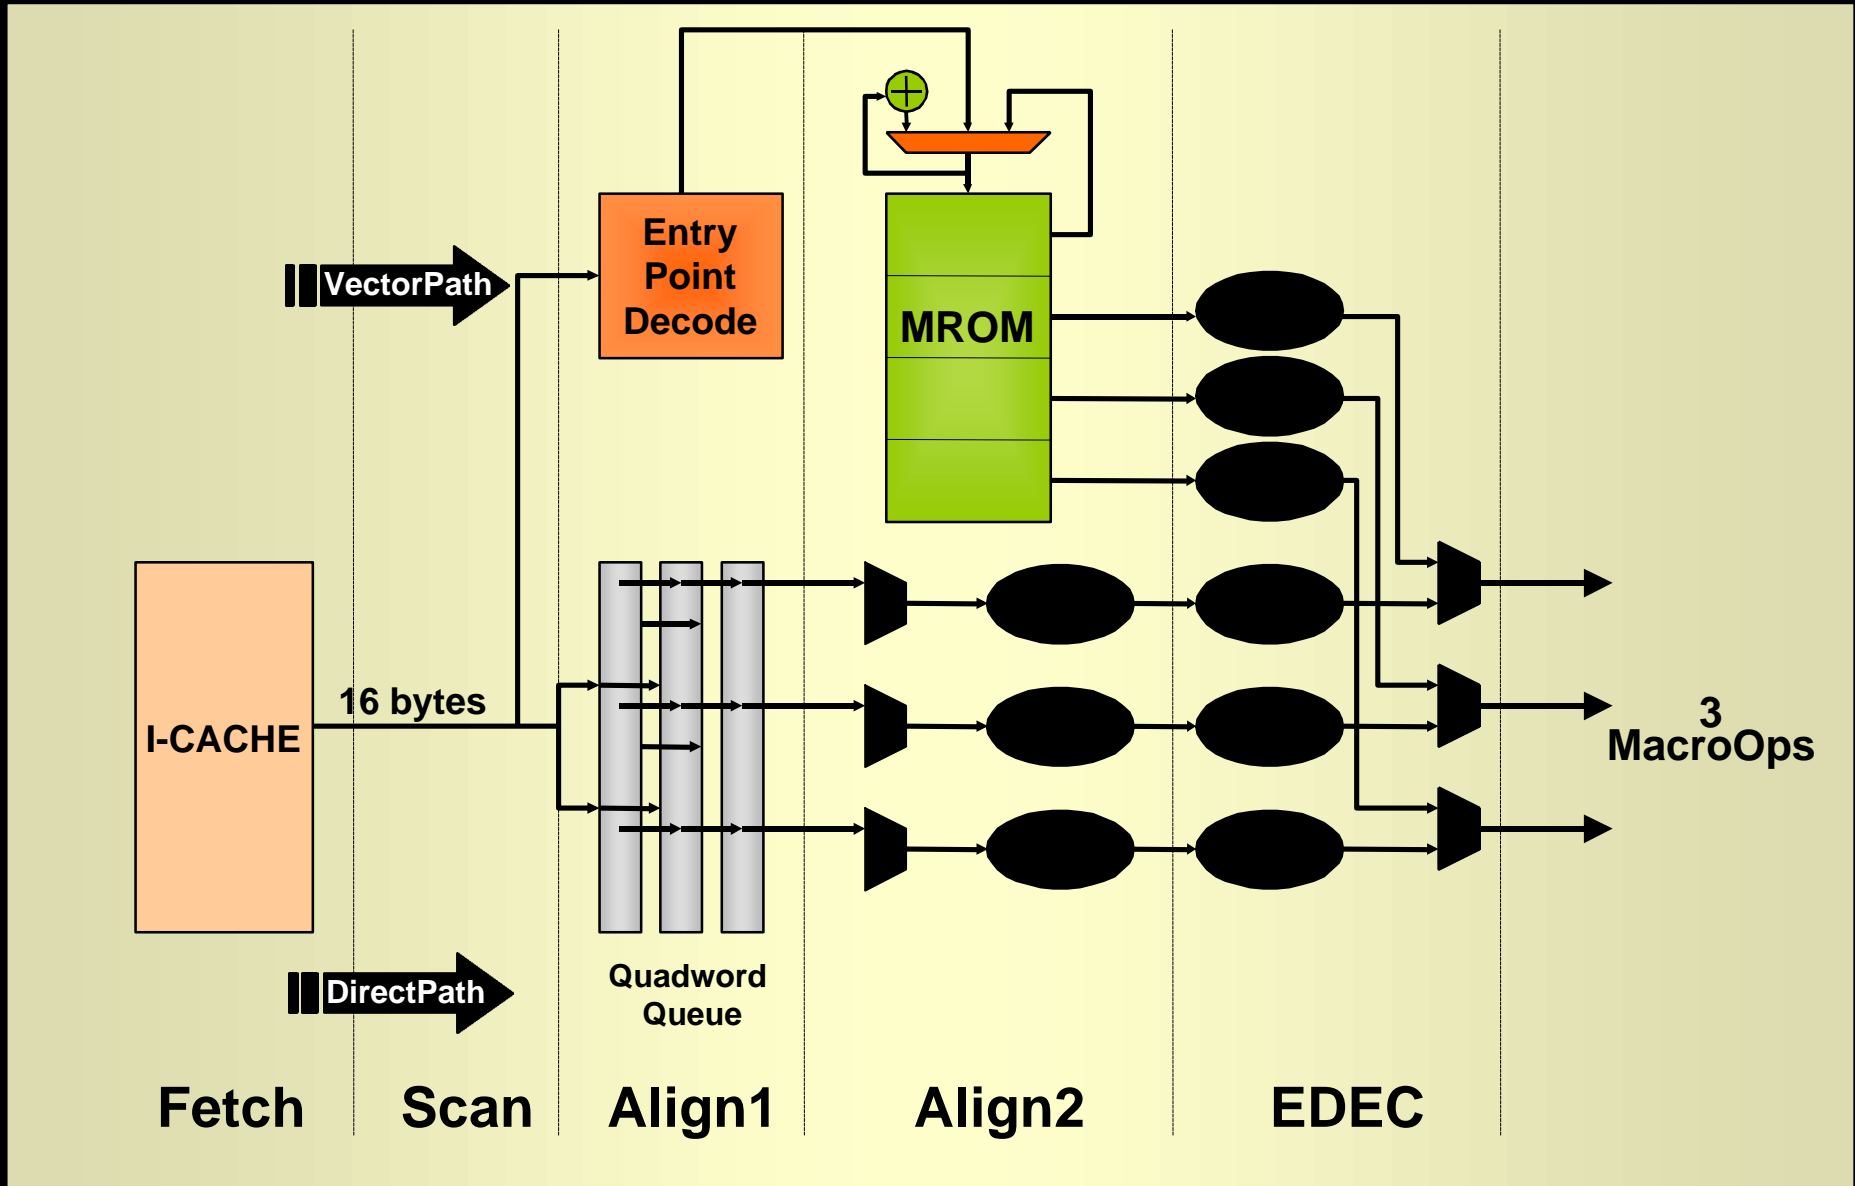 Entry
Point
Decode
VectorPath
MROM
16 bytes
I-CACHE
3
MacroOps
Quadword
Queue
DirectPath
Fetch
Scan
Align1
Align2
EDEC